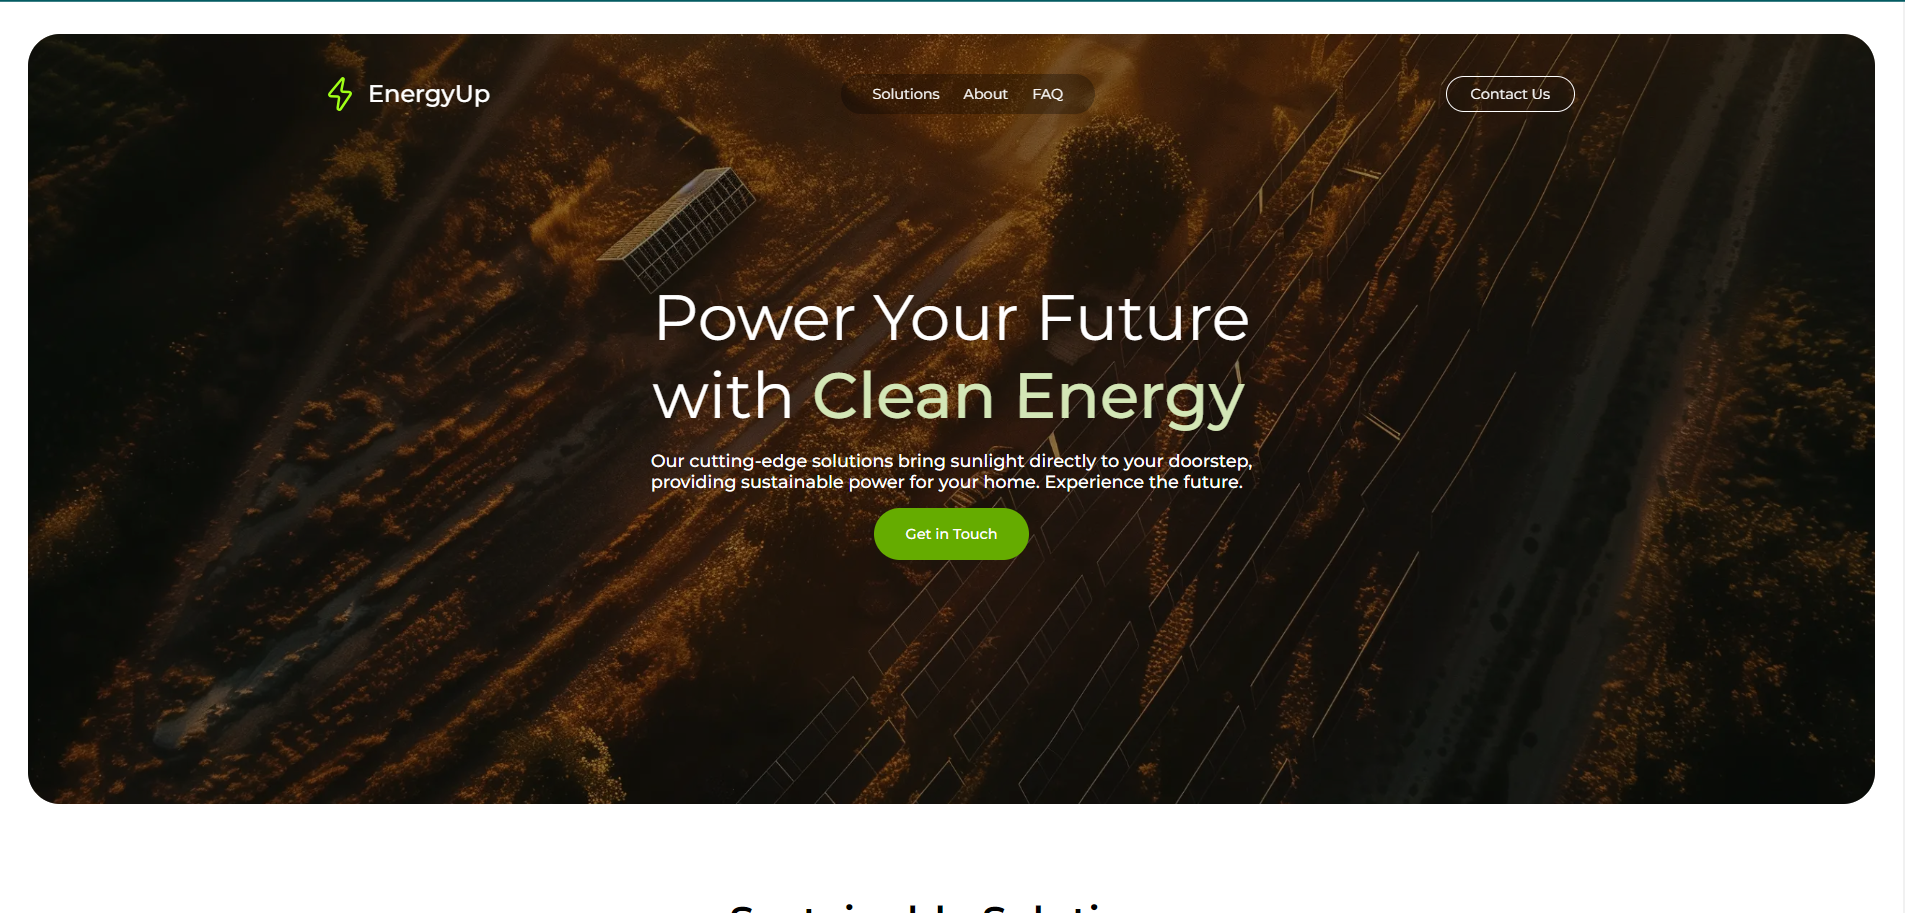 EnergyUp
Solutions About FAQ
Contact Us
Power Your Future
with Clean Energy
Our cutting-edge solutions bring sunlight directly to your doorstep,
providing sustainable power for your home. Experience the future.
Get in Touch